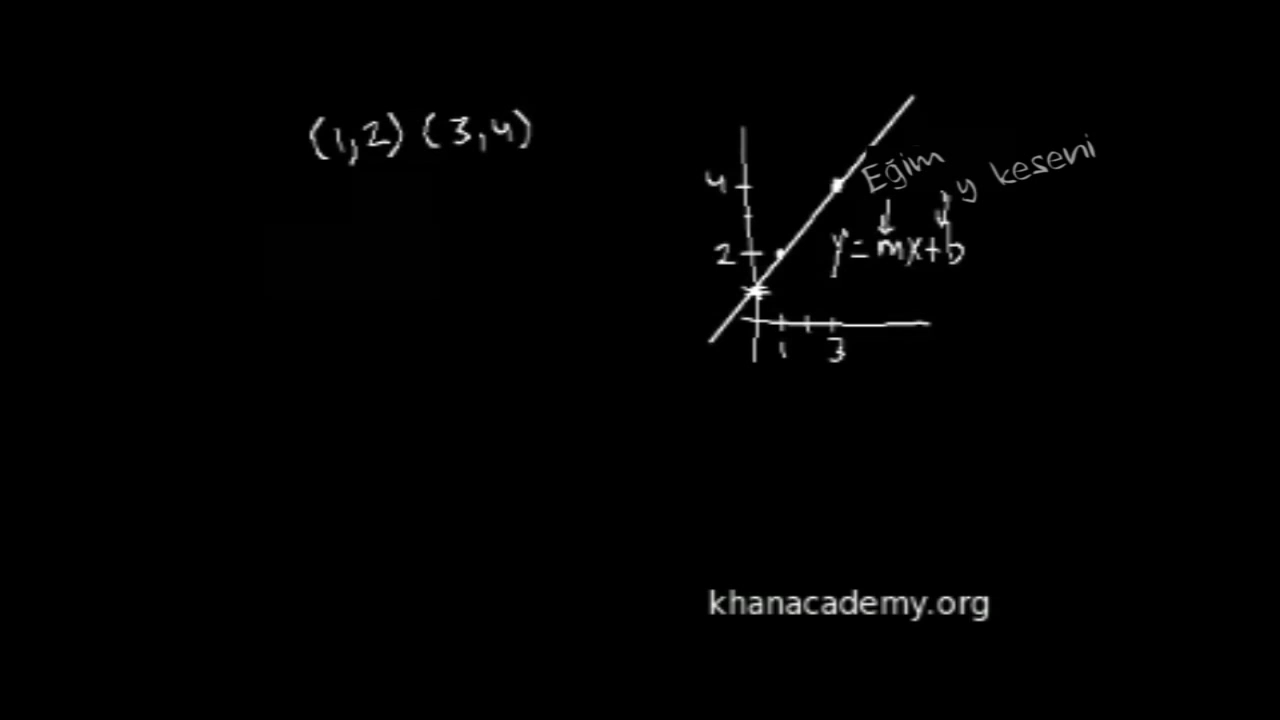 (1,2) (3,4)
Eğim
y keseni
4
y=mx+b
2
1 3
khanacademy.org